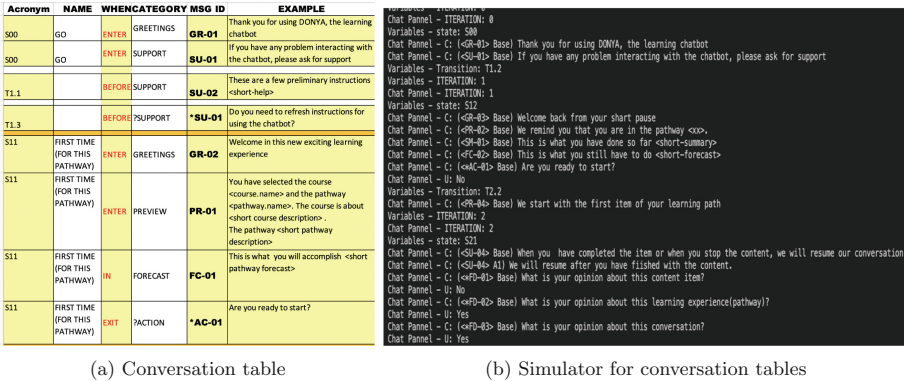 Acronym NAME WHEN CATEGORY MSG ID EXAMPLE
S00 GO ENTER GREETINGS GR-01 Thank you for using DONYA, the learning
chatbot
S00 GO ENTER SUPPORT SU-01 If you have any problem interacting with
the chatbot, please ask for support
T1.1 BEFORE SUPPORT SU-02 These are a few preliminary instructions
<short-help>
T1.3 BEFORE ?SUPPORT *SU-01 Do you need to refresh instructions for
using the chatbot?
S11 FIRST TIME
(FOR THIS
PATHWAY) ENTER GREETINGS GR-02 Welcome in this new exciting learning
experience
S11 FIRST TIME
(FOR THIS
PATHWAY) ENTER PREVIEW PR-01 You have selected the course
<course.name> and the pathway
<pathway.name>. The course is about
<short course description> .
The pathway <short pathway
description>
S11 FIRST TIME
(FOR THIS
PATHWAY) IN FORECAST FC-01 This is what you will accomplish <short
pathway forecast>
S11 FIRST TIME
(FOR THIS
PATHWAY) EXIT ?ACTION *AC-01 Are you ready to start?
(a) Conversation table
Variables - ITERATION: 0
Chat Pannel - ITERATION: 0
Variables - state: S00
Chat Pannel - C: (<GR-01> Base) Thank you for using DONYA, the learning chatbot
Chat Pannel - C: (<SU-01> Base) If you have any problem interacting with the chatbot, please ask for support
Variables - Transition: T1.2
Variables - ITERATION: 1
Chat Pannel - ITERATION: 1
Variables - state: S12
Chat Pannel - C: (<GR-03> Base) Welcome back from your shart pause
Chat Pannel - C: (<PR-02> Base) We remind you that you are in the pathway <xx>.
Chat Pannel - C: (<SM-01> Base) This is what you have done so far <short-summary>
Chat Pannel - C: (<FC-02> Base) This is what you still have to do <short-forecast>
Chat Pannel - C: (<*AC-01> Base) Are you ready to start?
Chat Pannel - U: No
Variables - Transition: T2.2
Chat Pannel - C: (<PR-04> Base) We start with the first item of your learning path
Variables - ITERATION: 2
Chat Pannel - ITERATION: 2
Variables - state: S21
Chat Pannel - C: (<SU-04> Base) When you have completed the item or when you stop the content, we will resume our conversation
Chat Pannel - C: (<SU-04> A1) We will resume after you have fiished with the content.
Chat Pannel - C: (<*FD-01> Base) What is your opinion about this content item?
Chat Pannel - U: No
Chat Pannel - C: (<*FD-02> Base) What is your opinion about this learning experience(pathway)?
Chat Pannel - U: Yes
Chat Pannel - C: (<*FD-03> Base) What is your opinion about this conversation?
Chat Pannel - U: Yes
(b) Simulator for conversation tables